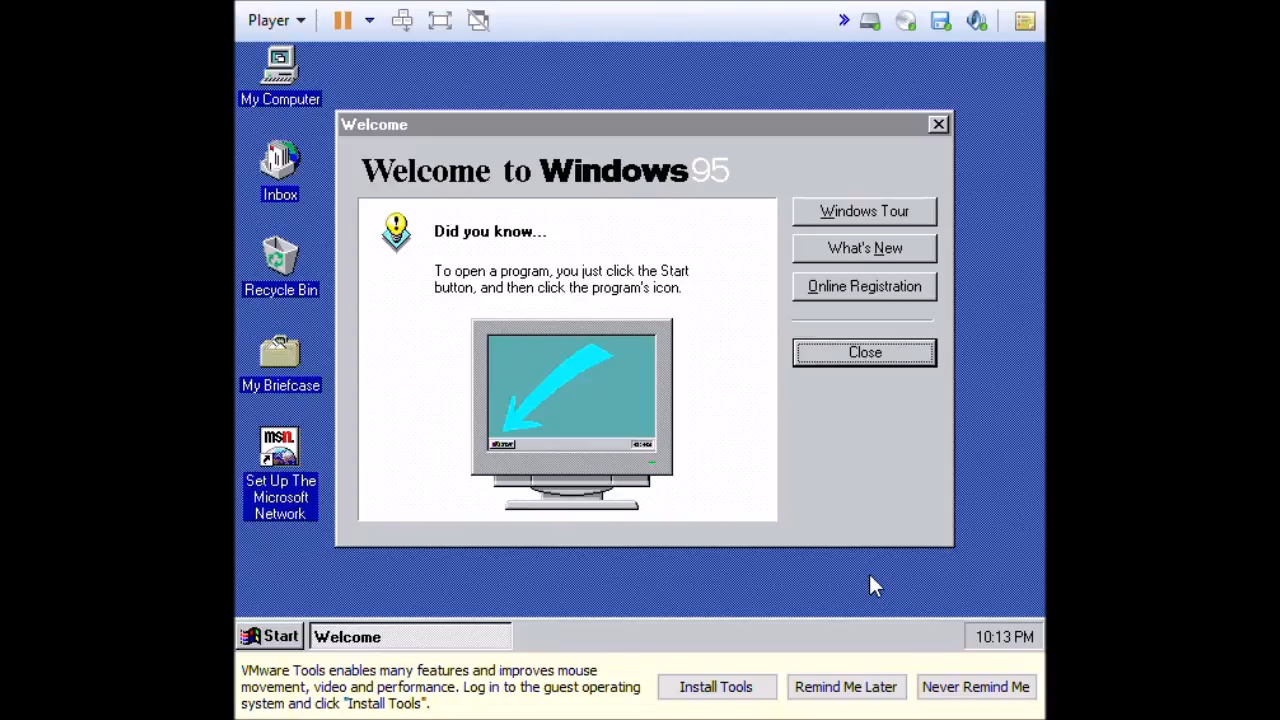 Player
My Computer
Inbox
Recycle Bin
My Briefcase
msn.
Set Up The
Microsoft
Network
Welcome
Welcome to Windows 95
Did you know...
To open a program, you just click the Start
button, and then click the program's icon.
Windows Tour
What's New
Online Registration
Close
Start
Welcome
10:13 PM
VMware Tools enables many features and improves mouse
movement, video and performance. Log in to the guest operating
system and click "Install Tools".
Install Tools
Remind Me Later
Never Remind Me